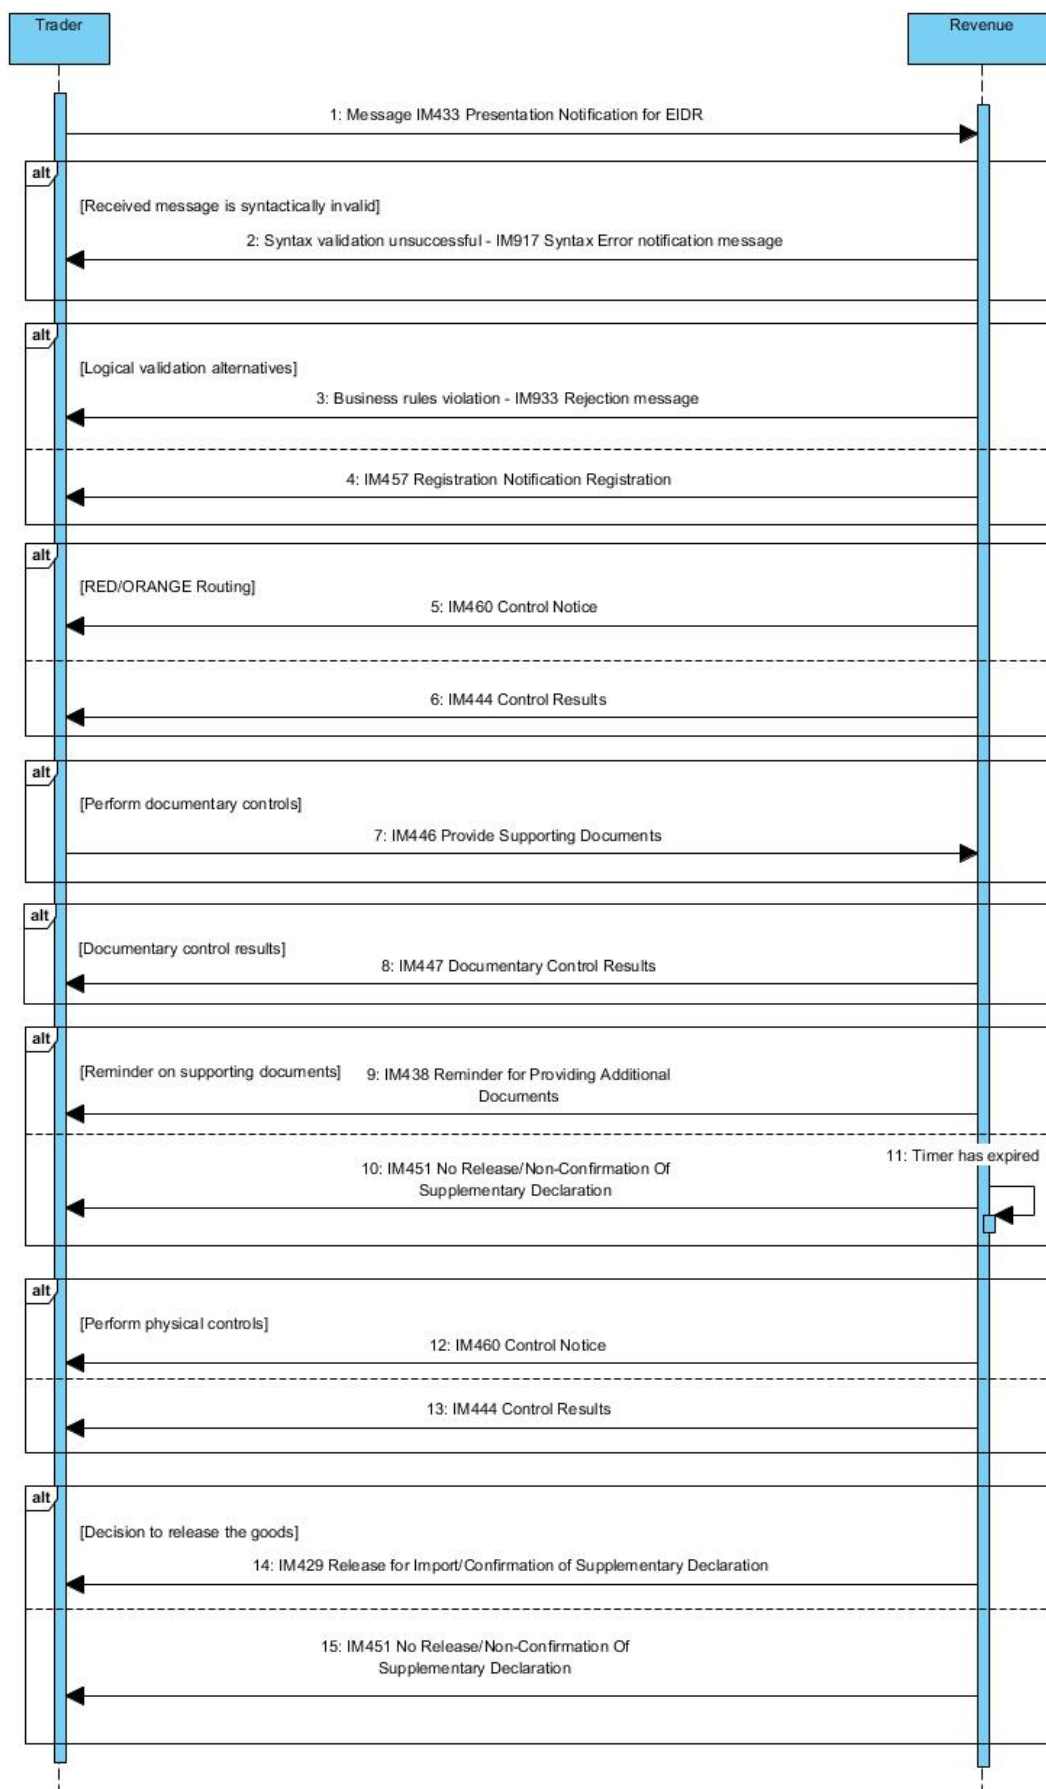 Trader
Revenue
1: Message IM433 Presentation Notification for EIDR
alt
[Received message is syntactically invalid]
2: Syntax validation unsuccessful - IM917 Syntax Error notification message
alt
[Logical validation alternatives]
3: Business rules violation - IM933 Rejection message
4: IM457 Registration Notification Registration
alt
[RED/ORANGE Routing]
5: IM460 Control Notice
6: IM444 Control Results
alt
[Perform documentary controls]
7: IM446 Provide Supporting Documents
alt
[Documentary control results]
8: IM447 Documentary Control Results
alt
[Reminder on supporting documents]
9: IM438 Reminder for Providing Additional
Documents
11: Timer has expired
10: IM451 No Release/Non-Confirmation Of
Supplementary Declaration
alt
[Perform physical controls]
12: IM460 Control Notice
13: IM444 Control Results
alt
[Decision to release the goods]
14: IM429 Release for Import/Confirmation of Supplementary Declaration
15: IM451 No Release/Non-Confirmation Of
Supplementary Declaration